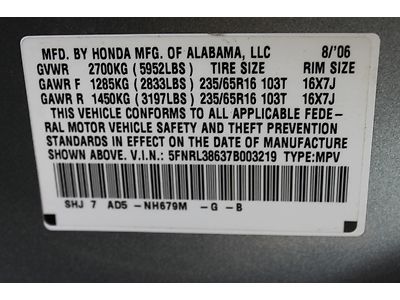 MFD. BY HONDA MFG. OF ALABAMA, LLC 8/'06
GVWR 2700KG (5952LBS) TIRE SIZE RIM SIZE
GAWR F 1285KG (2833LBS) 235/65R16 103T 16X7J
GAWR R 1450KG (3197LBS) 235/65R16 103T 16X7J
THIS VEHICLE CONFORMS TO ALL APPLICABLE FEDE-
RAL MOTOR VEHICLE SAFETY AND THEFT PREVENTION
STANDARDS IN EFFECT ON THE DATE OF MANUFACTURE
SHOWN ABOVE. V.I.N.: 5FNRL38637B003219 TYPE:MPV
SHJ 7 AD5 -NH679M -G -B